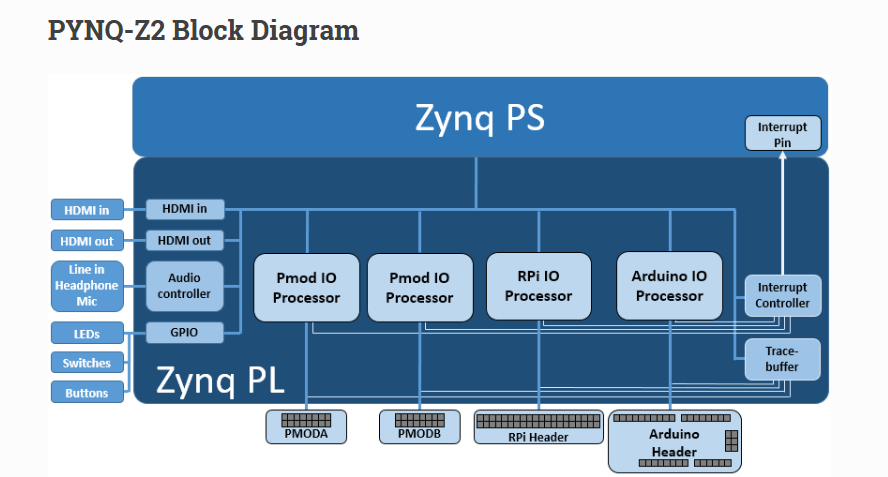 PYNQ-Z2 Block Diagram
Zynq PS
Interrupt
Pin
HDMI in
HDMI in
HDMI out
HDMI out
Line in
Headphone
Mic
Audio
controller
Pmod IO
Processor
Pmod IO
Processor
RPi IO
Processor
Arduino IO
Processor
Interrupt
Controller
LEDs
GPIO
Switches
Buttons
Trace-
buffer
Zynq PL
PMODA
PMODB
RPi Header
Arduino
Header